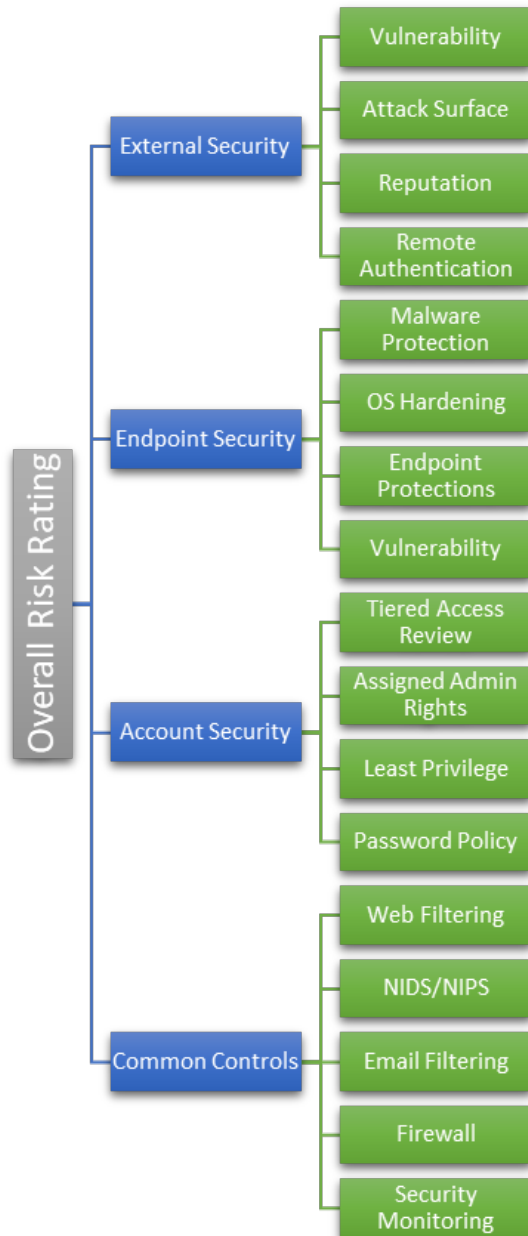 Overall Risk Rating
External Security
Vulnerability
Attack Surface
Reputation
Remote
Authentication
Endpoint Security
Malware
Protection
OS Hardening
Endpoint
Protections
Vulnerability
Account Security
Tiered Access
Review
Assigned Admin
Rights
Least Privilege
Password Policy
Common Controls
Web Filtering
NIDS/NIPS
Email Filtering
Firewall
Security
Monitoring